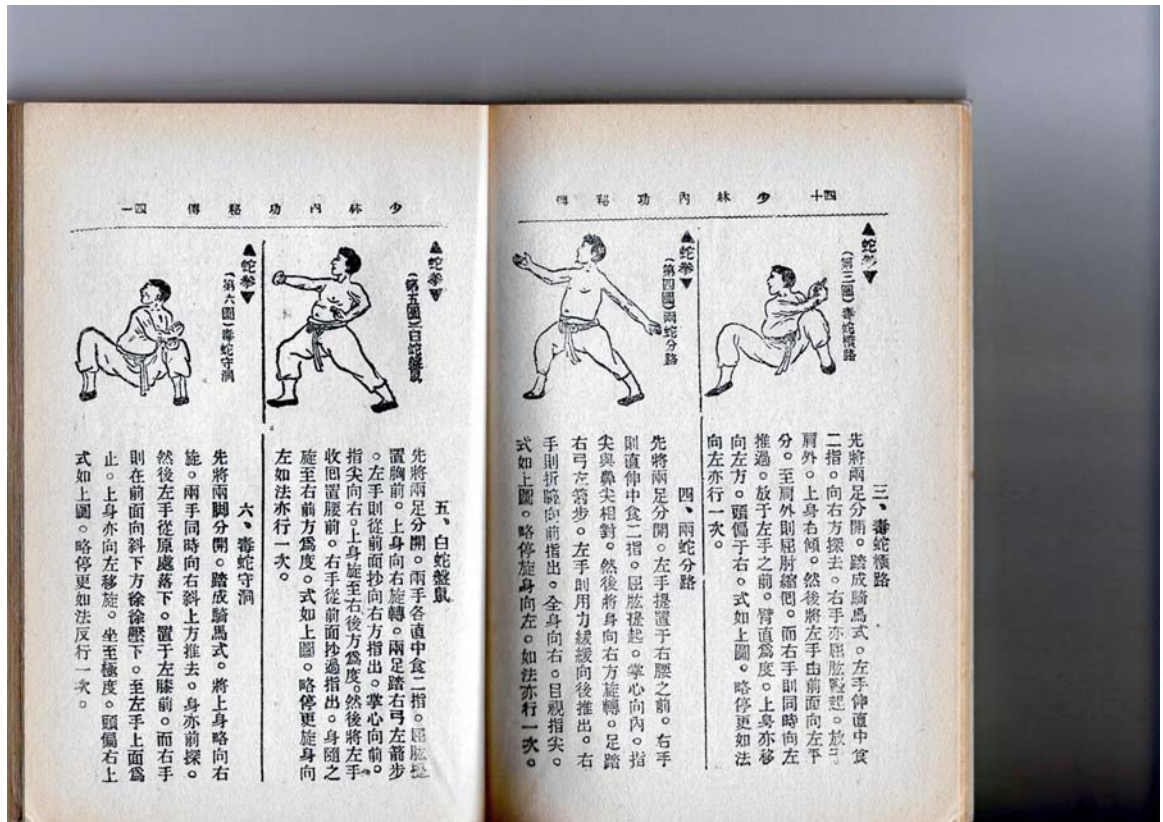 四十 少林內功秘傳
▲蛇拳▼
(第三圖)毒蛇橫路
三、毒蛇橫路
先將兩足分開。踏成騎馬式。左手伸直中食
二指。向右方探去。右手亦屈肱豎起。放于
肩外。上身右傾。然後將左手由前面向左平
分。至肩外則屈肘縮囘。而右手則同時向左
推過。放于左手之前。臂直爲度。上身亦移
向左方。頭偏于右。式如上圖。略停更如法
向左亦行一次。
▲蛇拳▼
(第四圖)兩蛇分路
四、兩蛇分路
先將兩足分開。左手提置于右腰之前。右手
則直伸中食二指。屈肱提起。掌心向內。指
尖與鼻尖相對。然後將身向右方旋轉。足踏
右弓左箭步。左手則用力緩緩向後推出。右
手則折腕向前指出。全身向右。目視指尖。
式如上圖。略停旋身向左。如法亦行一次。
少林內功秘傳 四一
▲蛇拳▼
(第五圖)白蛇盤鼠
五、白蛇盤鼠
先將兩足分開。兩手各直中食二指。屈肱提
置胸前。上身向右旋轉。兩足踏右弓左箭步
。左手則從前面抄向右方指出。掌心向前。
指尖向右。上身旋至右後方爲度。然後將左手
收囘置腰前。右手從前面抄過指出。身隨之
旋至右前方爲度。式如上圖。略停更旋身向
左如法亦行一次。
▲蛇拳▼
(第六圖)毒蛇守洞
六、毒蛇守洞
先將兩脚分開。踏成騎馬式。將上身略向右
旋。兩手同時向右斜上方推去。身亦前探。
然後左手從原處落下。置于左膝前。而右手
則在前面向斜下方徐徐壓下。至左手上面爲
止。上身亦向左移旋。坐至極度。頭偏右上
式如上圖。略停更如法反行一次。